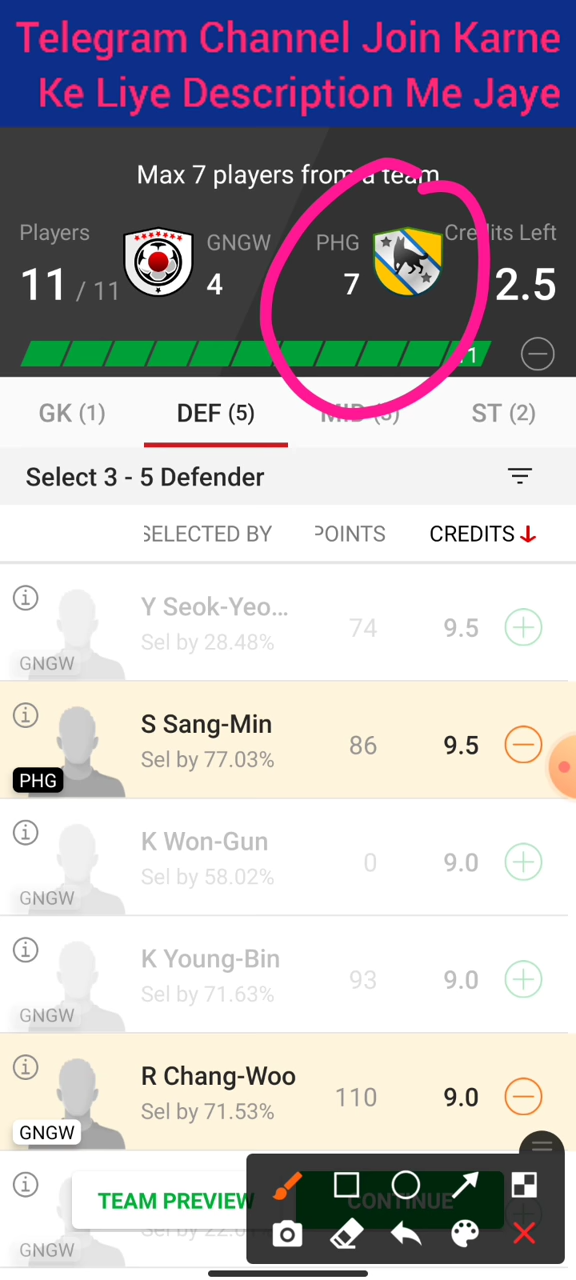 Telegram Channel Join Karne
Ke Liye Description Me Jaye
Max 7 players from a team
Players
11 / 11
GNGW
4
PHG
7
Credits Left
2.5
GK (1)
DEF (5)
MID (3)
ST (2)
Select 3 - 5 Defender
SELECTED BY
POINTS
CREDITS
Y Seok-Yeo...
Sel by 28.48%
74
9.5
GNGW
S Sang-Min
Sel by 77.03%
86
9.5
PHG
K Won-Gun
Sel by 58.02%
0
9.0
GNGW
K Young-Bin
Sel by 71.63%
93
9.0
GNGW
R Chang-Woo
Sel by 71.53%
110
9.0
GNGW
TEAM PREVIEW
CONTINUE
GNGW